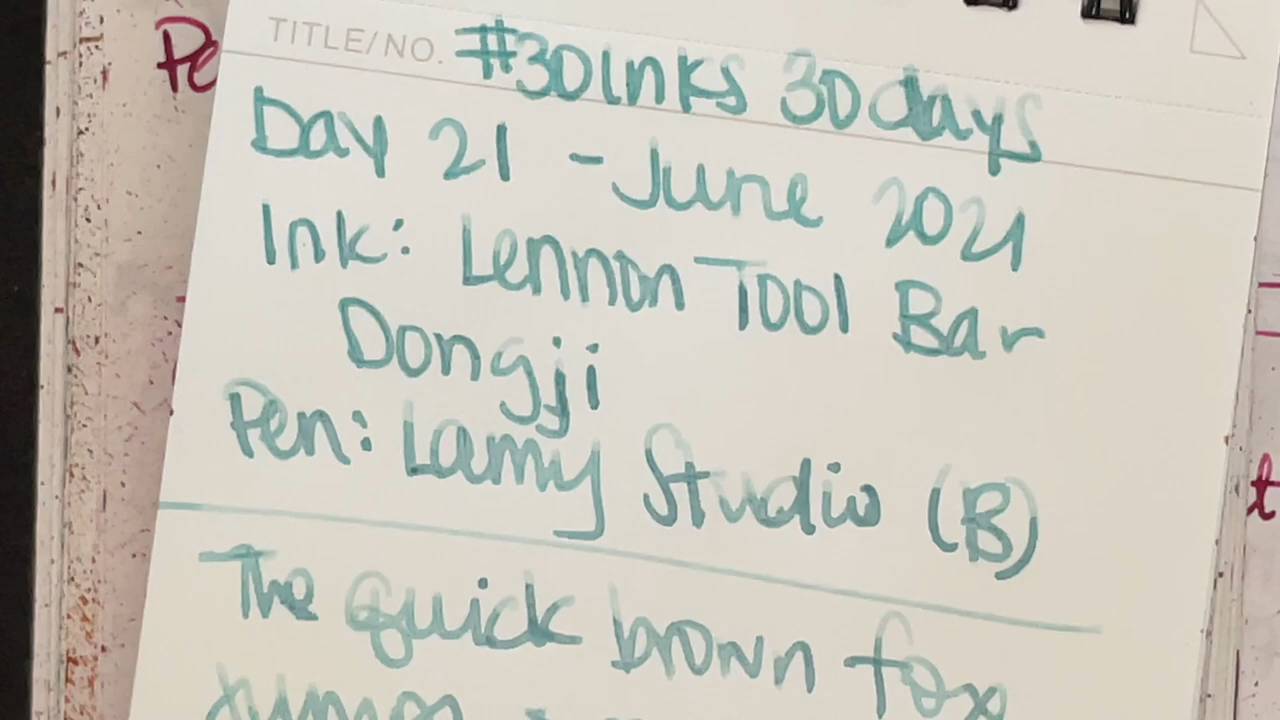 TITLE/NO. #30Inks 30days
Day 21 - June 2021
Ink: Lennon Tool Bar
Dongji
Pen: Lamy Studio (B)
The quick brown fox
jumps